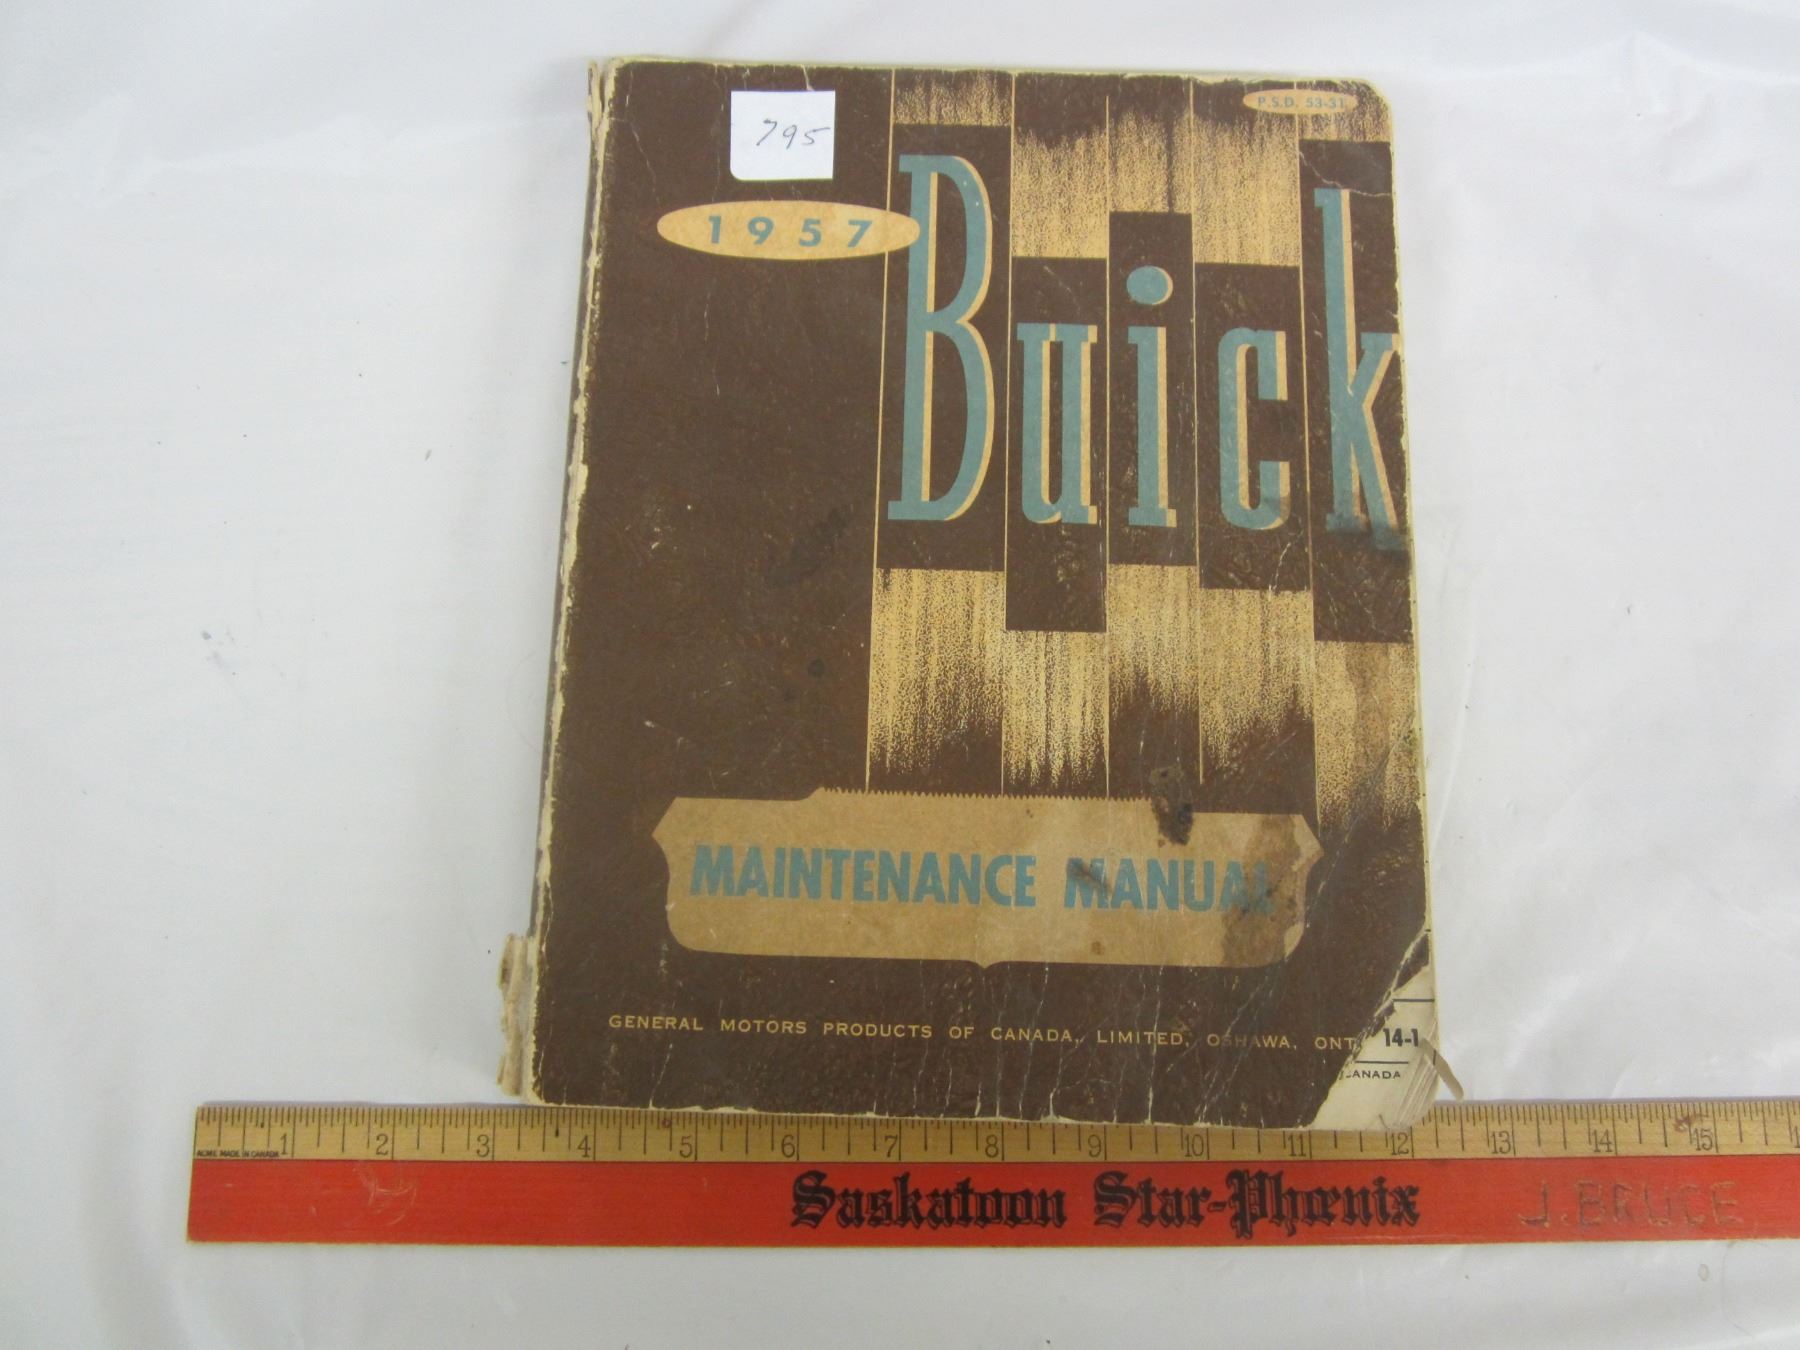 P.S.D. 53-31
795
1957
Buick
MAINTENANCE MANUAL
GENERAL MOTORS PRODUCTS OF CANADA, LIMITED, OSHAWA, ONT.
14-1
CANADA
1 2 3 4 5 6 7 8 9 10 11 12 13 14 15
ACME MADE IN CANADA
Saskatoon Star-Phœnix
J. BRUCE